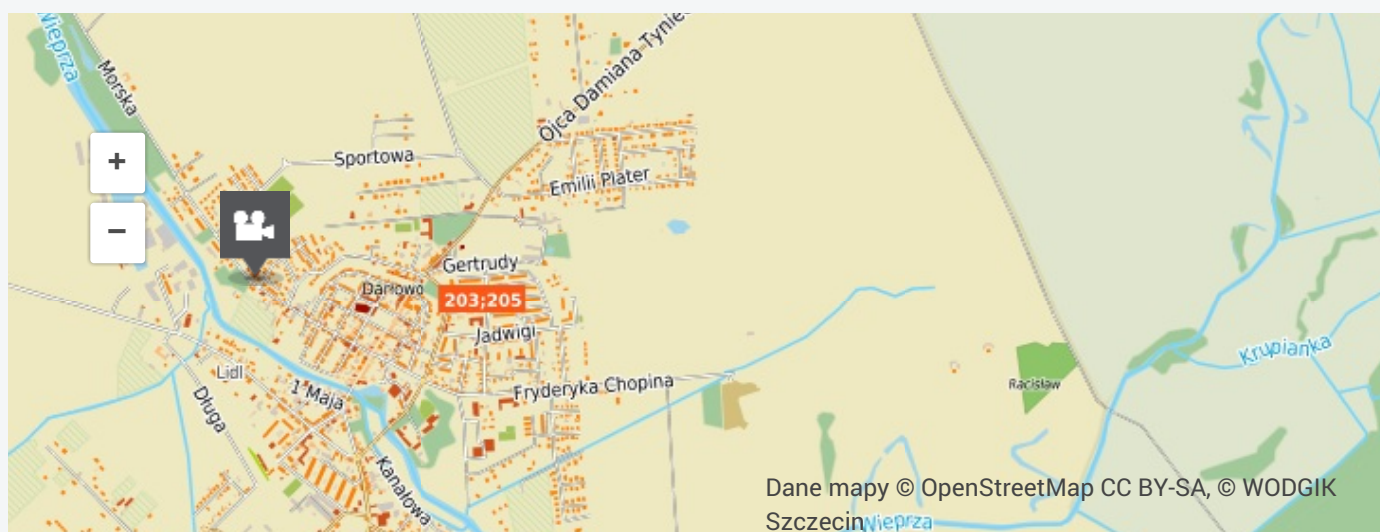 Wieprza
Morska
Ojca Damiana Tyniec
+
Sportowa
Emilii Plater
−
Gertrudy
Darłowo
203;205
Jadwigi
Krupianka
Lidl
Fryderyka Chopina
Racisław
1 Maja
Długa
Kanałowa
Dane mapy © OpenStreetMap CC BY-SA, © WODGIK
Szczecin
Wieprza